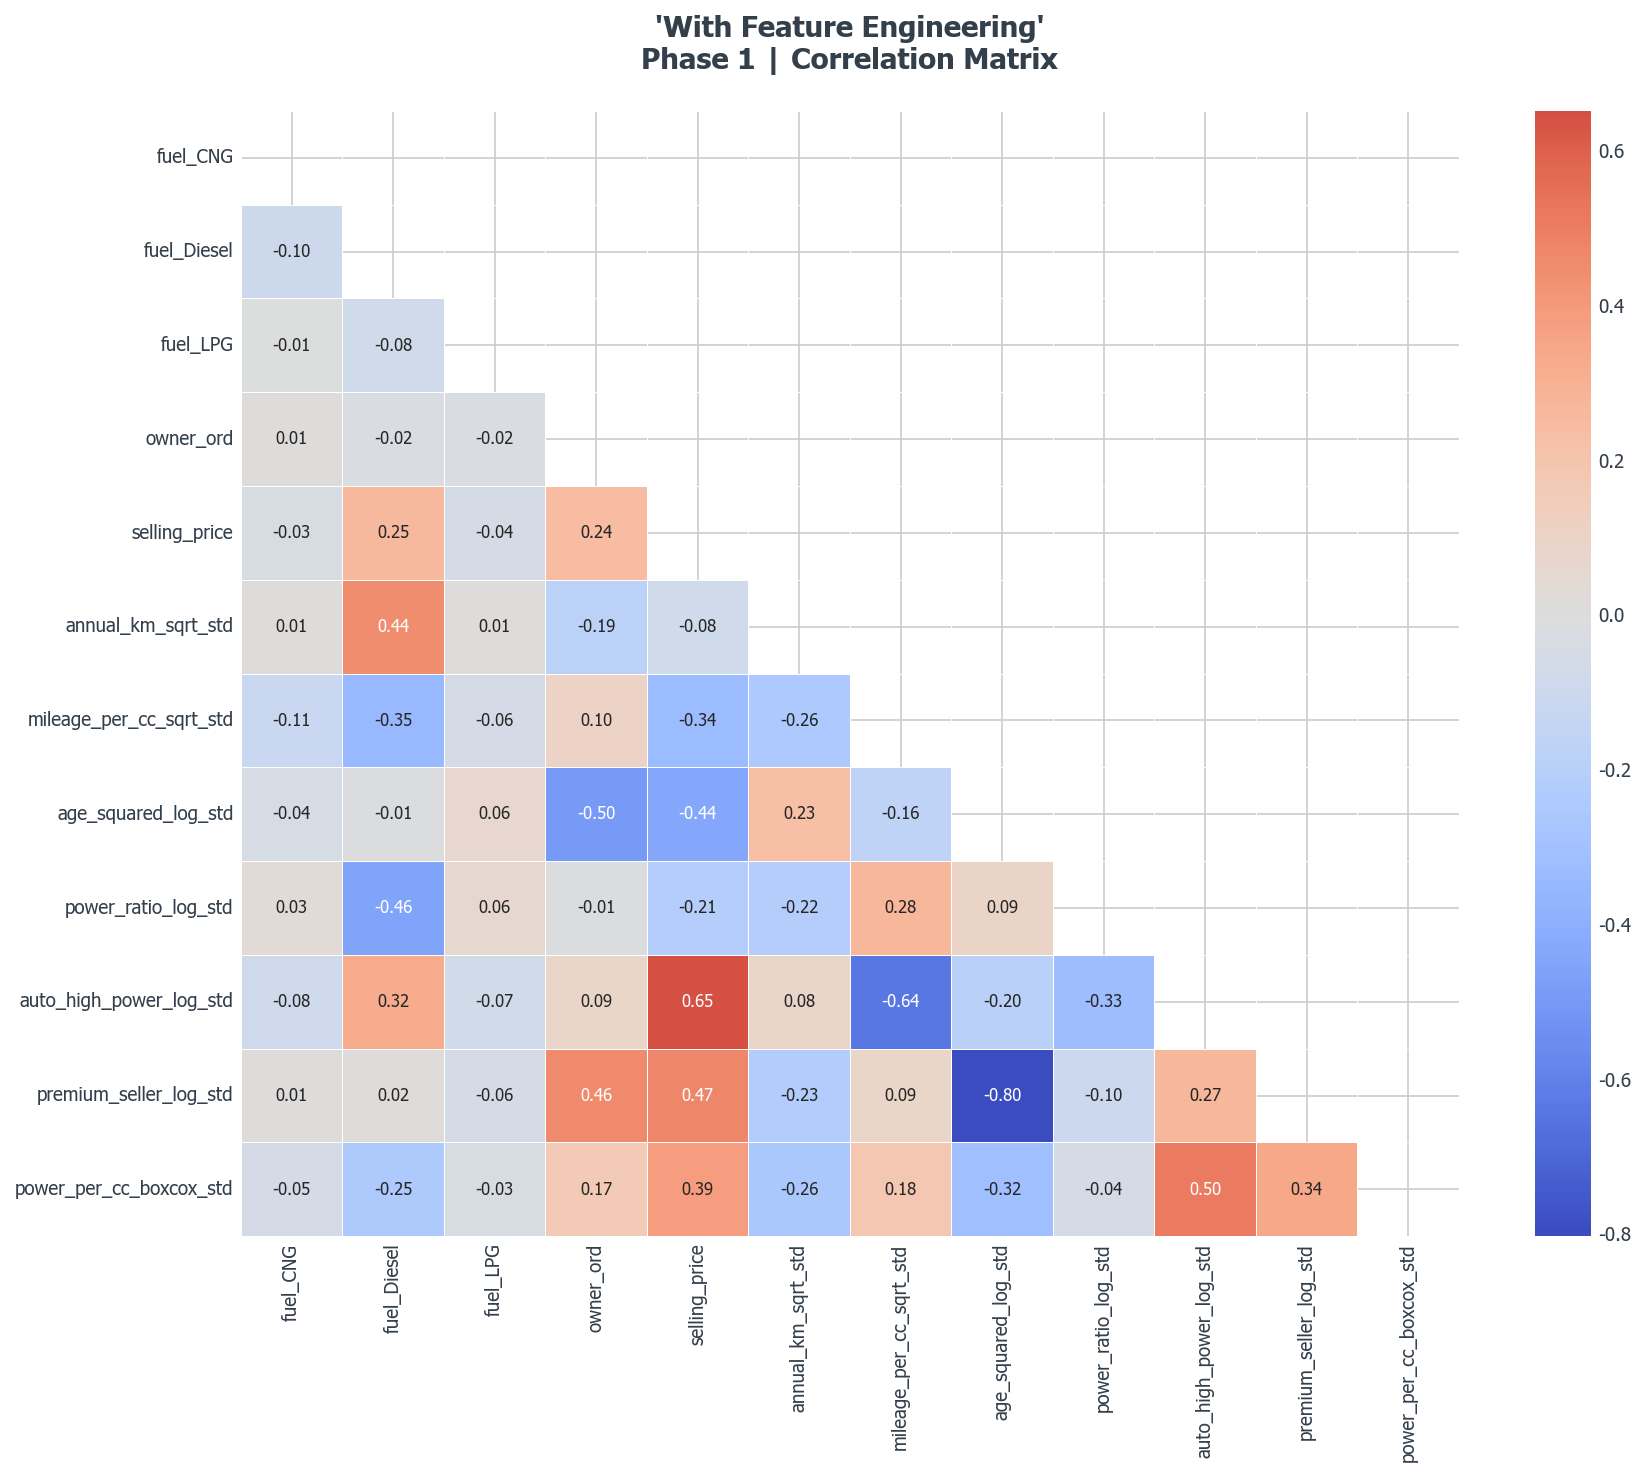 'With Feature Engineering'
Phase 1 | Correlation Matrix
fuel_CNG
fuel_Diesel -0.10
fuel_LPG -0.01 -0.08
owner_ord 0.01 -0.02 -0.02
selling_price -0.03 0.25 -0.04 0.24
annual_km_sqrt_std 0.01 0.44 0.01 -0.19 -0.08
mileage_per_cc_sqrt_std -0.11 -0.35 -0.06 0.10 -0.34 -0.26
age_squared_log_std -0.04 -0.01 0.06 -0.50 -0.44 0.23 -0.16
power_ratio_log_std 0.03 -0.46 0.06 -0.01 -0.21 -0.22 0.28 0.09
auto_high_power_log_std -0.08 0.32 -0.07 0.09 0.65 0.08 -0.64 -0.20 -0.33
premium_seller_log_std 0.01 0.02 -0.06 0.46 0.47 -0.23 0.09 -0.80 -0.10 0.27
power_per_cc_boxcox_std -0.05 -0.25 -0.03 0.17 0.39 -0.26 0.18 -0.32 -0.04 0.50 0.34
fuel_CNG
fuel_Diesel
fuel_LPG
owner_ord
selling_price
annual_km_sqrt_std
mileage_per_cc_sqrt_std
age_squared_log_std
power_ratio_log_std
auto_high_power_log_std
premium_seller_log_std
power_per_cc_boxcox_std
0.6
0.4
0.2
0.0
-0.2
-0.4
-0.6
-0.8